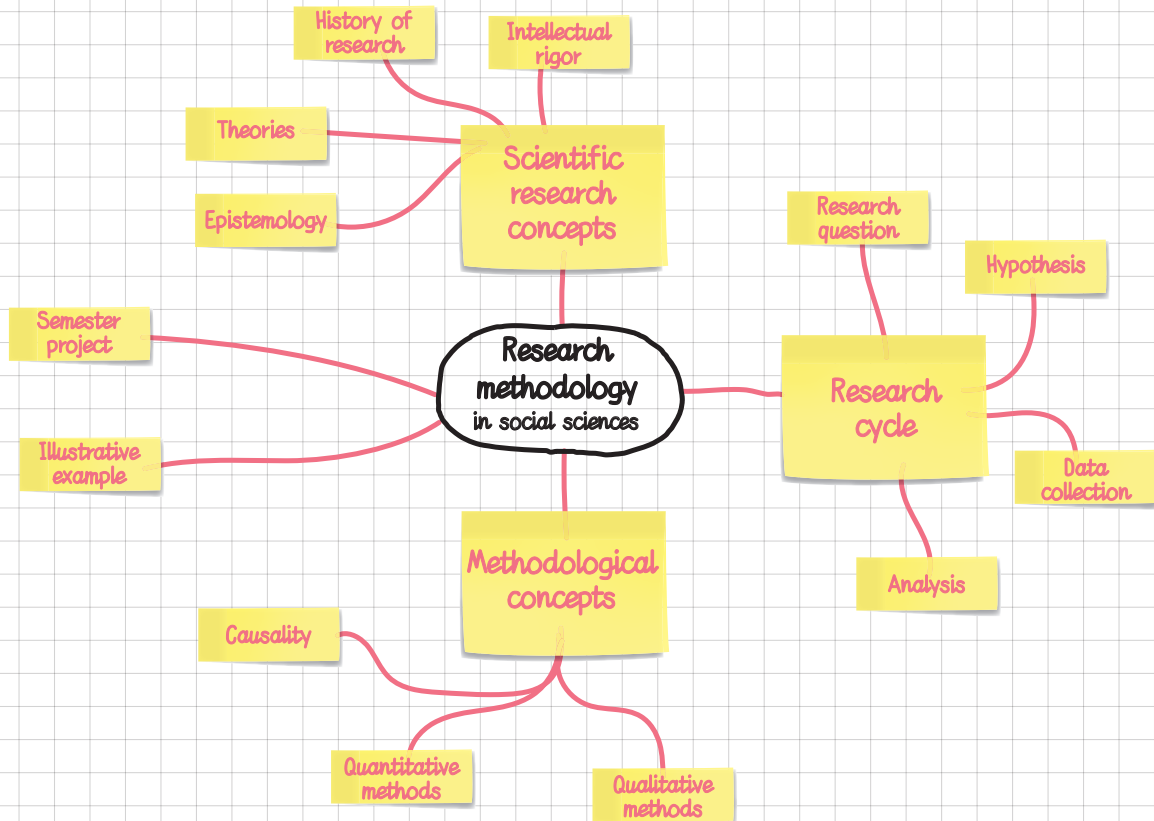 History of
research
Intellectual
rigor
Theories
Scientific
research
concepts
Epistemology
Research
question
Hypothesis
Semester
project
Research
methodology
in social sciences
Research
cycle
Illustrative
example
Data
collection
Methodological
concepts
Analysis
Causality
Quantitative
methods
Qualitative
methods